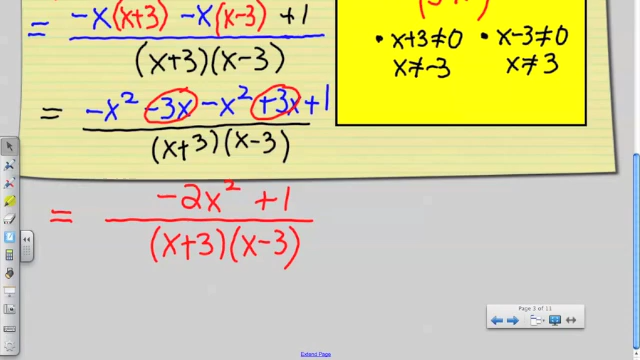 = -x(x+3) -x(x-3) +1
(x+3)(x-3)
• x+3≠0 • x-3≠0
x≠-3 x≠3
= -x² -3x -x² +3x +1
(x+3)(x-3)
= -2x² +1
(x+3)(x-3)
Page 3 of 11
Extend Page